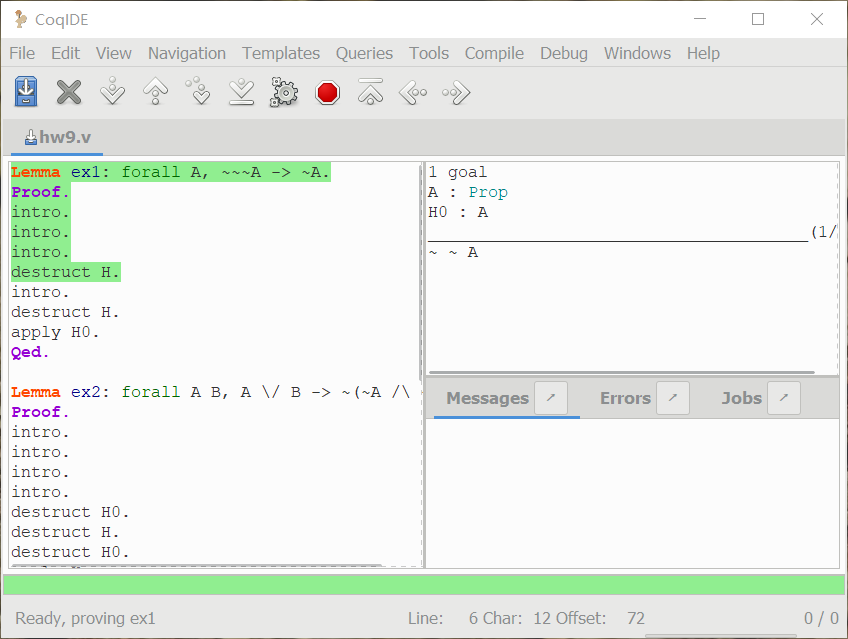 CoqIDE
File Edit View Navigation Templates Queries Tools Compile Debug Windows Help
hw9.v
Lemma ex1: forall A, ~~~A -> ~A.
Proof.
intro.
intro.
intro.
destruct H.
intro.
destruct H.
apply H0.
Qed.
Lemma ex2: forall A B, A \/ B -> ~(~A /\
Proof.
intro.
intro.
intro.
intro.
destruct H0.
destruct H.
destruct H0.
1 goal
A : Prop
H0 : A
(1/
~ ~ A
Messages Errors Jobs
Ready, proving ex1 Line: 6 Char: 12 Offset: 72 0 / 0